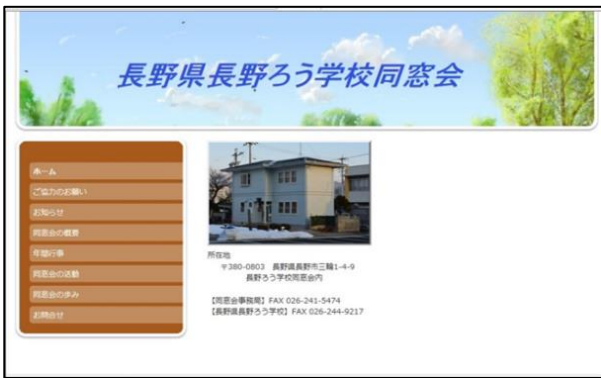 長野県長野ろう学校同窓会
ホーム
ご協力のお願い
お知らせ
同窓会の概要
年間行事
同窓会の活動
同窓会の歩み
お問合せ
所在地
〒380-0803 長野県長野市三輪1-4-9
長野ろう学校同窓会内
【同窓会事務局】FAX 026-241-5474
【長野県長野ろう学校】FAX 026-244-9217